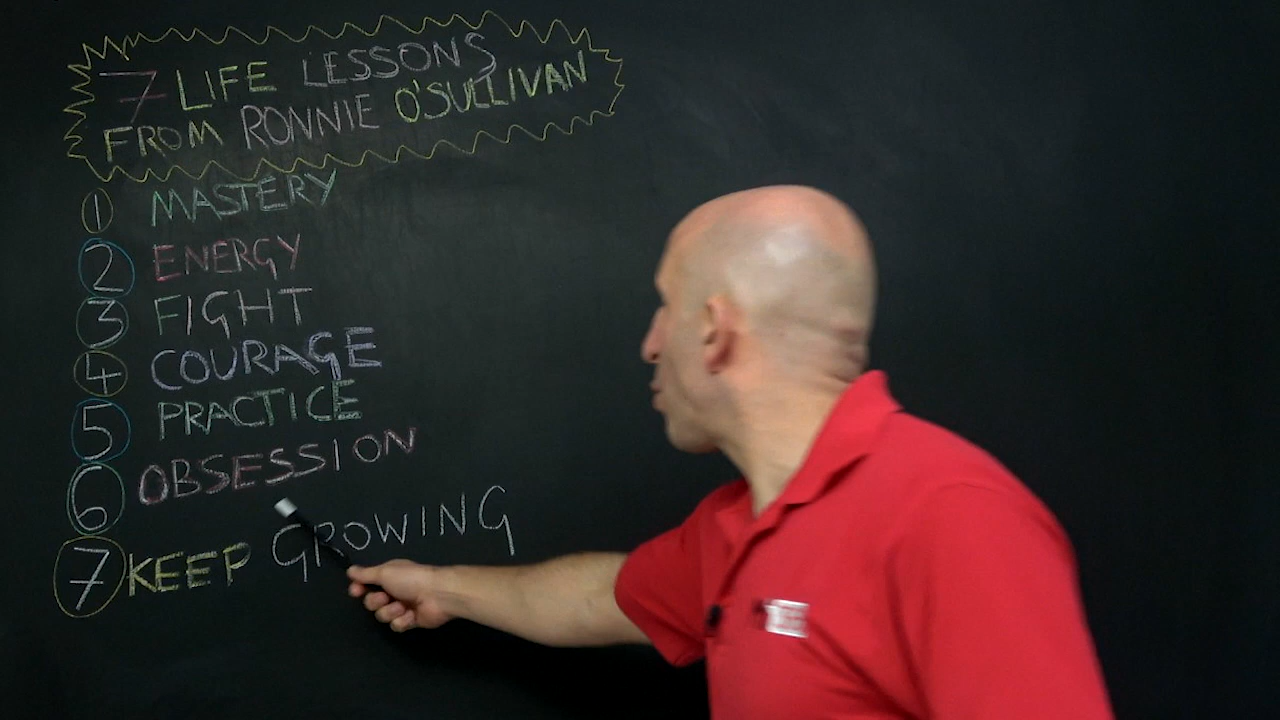 7 LIFE LESSONS
FROM RONNIE O'SULLIVAN
1 MASTERY
2 ENERGY
3 FIGHT
4 COURAGE
5 PRACTICE
6 OBSESSION
7 KEEP GROWING